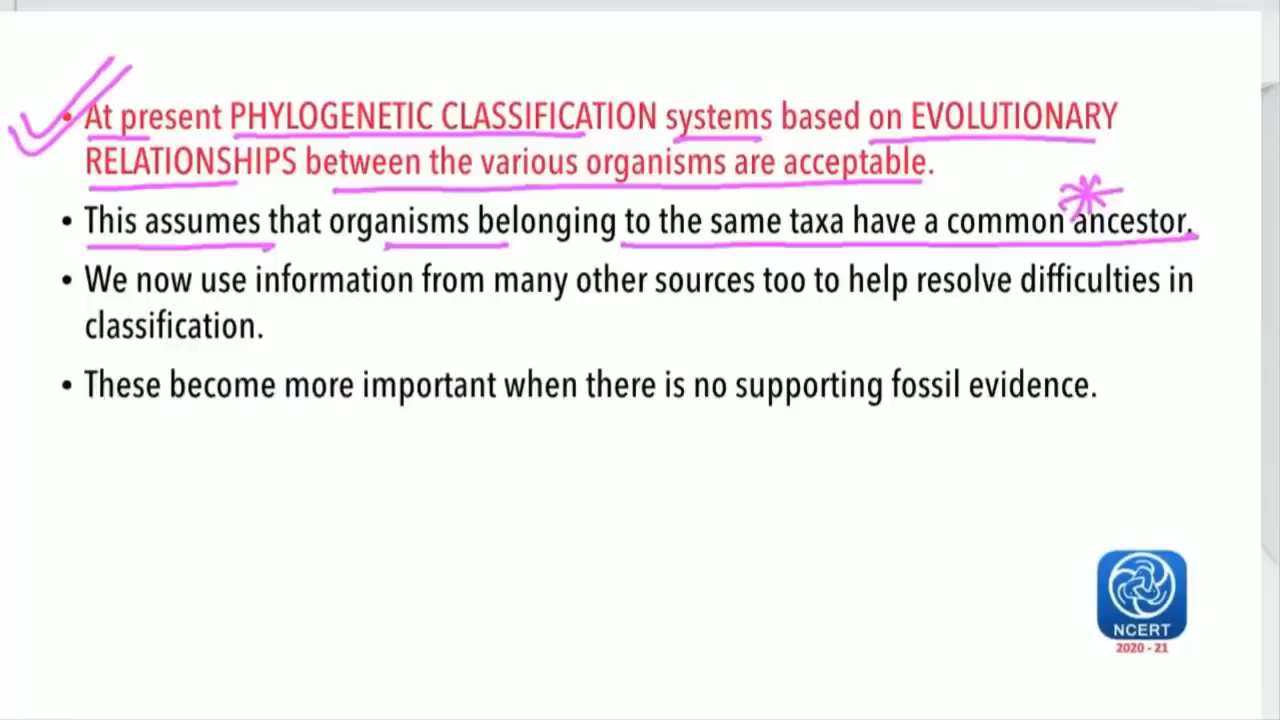 • At present PHYLOGENETIC CLASSIFICATION systems based on EVOLUTIONARY
RELATIONSHIPS between the various organisms are acceptable.
• This assumes that organisms belonging to the same taxa have a common ancestor.
• We now use information from many other sources too to help resolve difficulties in
classification.
• These become more important when there is no supporting fossil evidence.
NCERT
2020 - 21